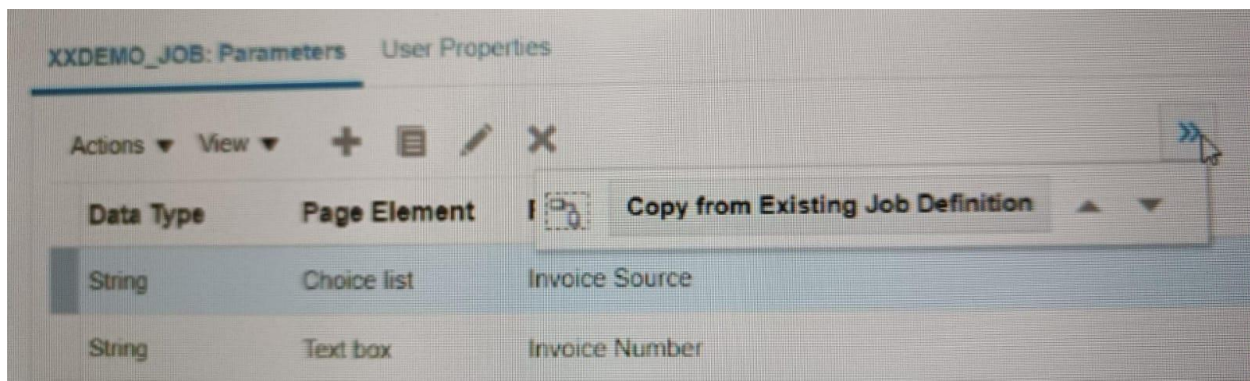 XXDEMO_JOB: Parameters User Properties
Actions View
Data Type Page Element
Copy from Existing Job Definition
String Choice list Invoice Source
String Text box Invoice Number